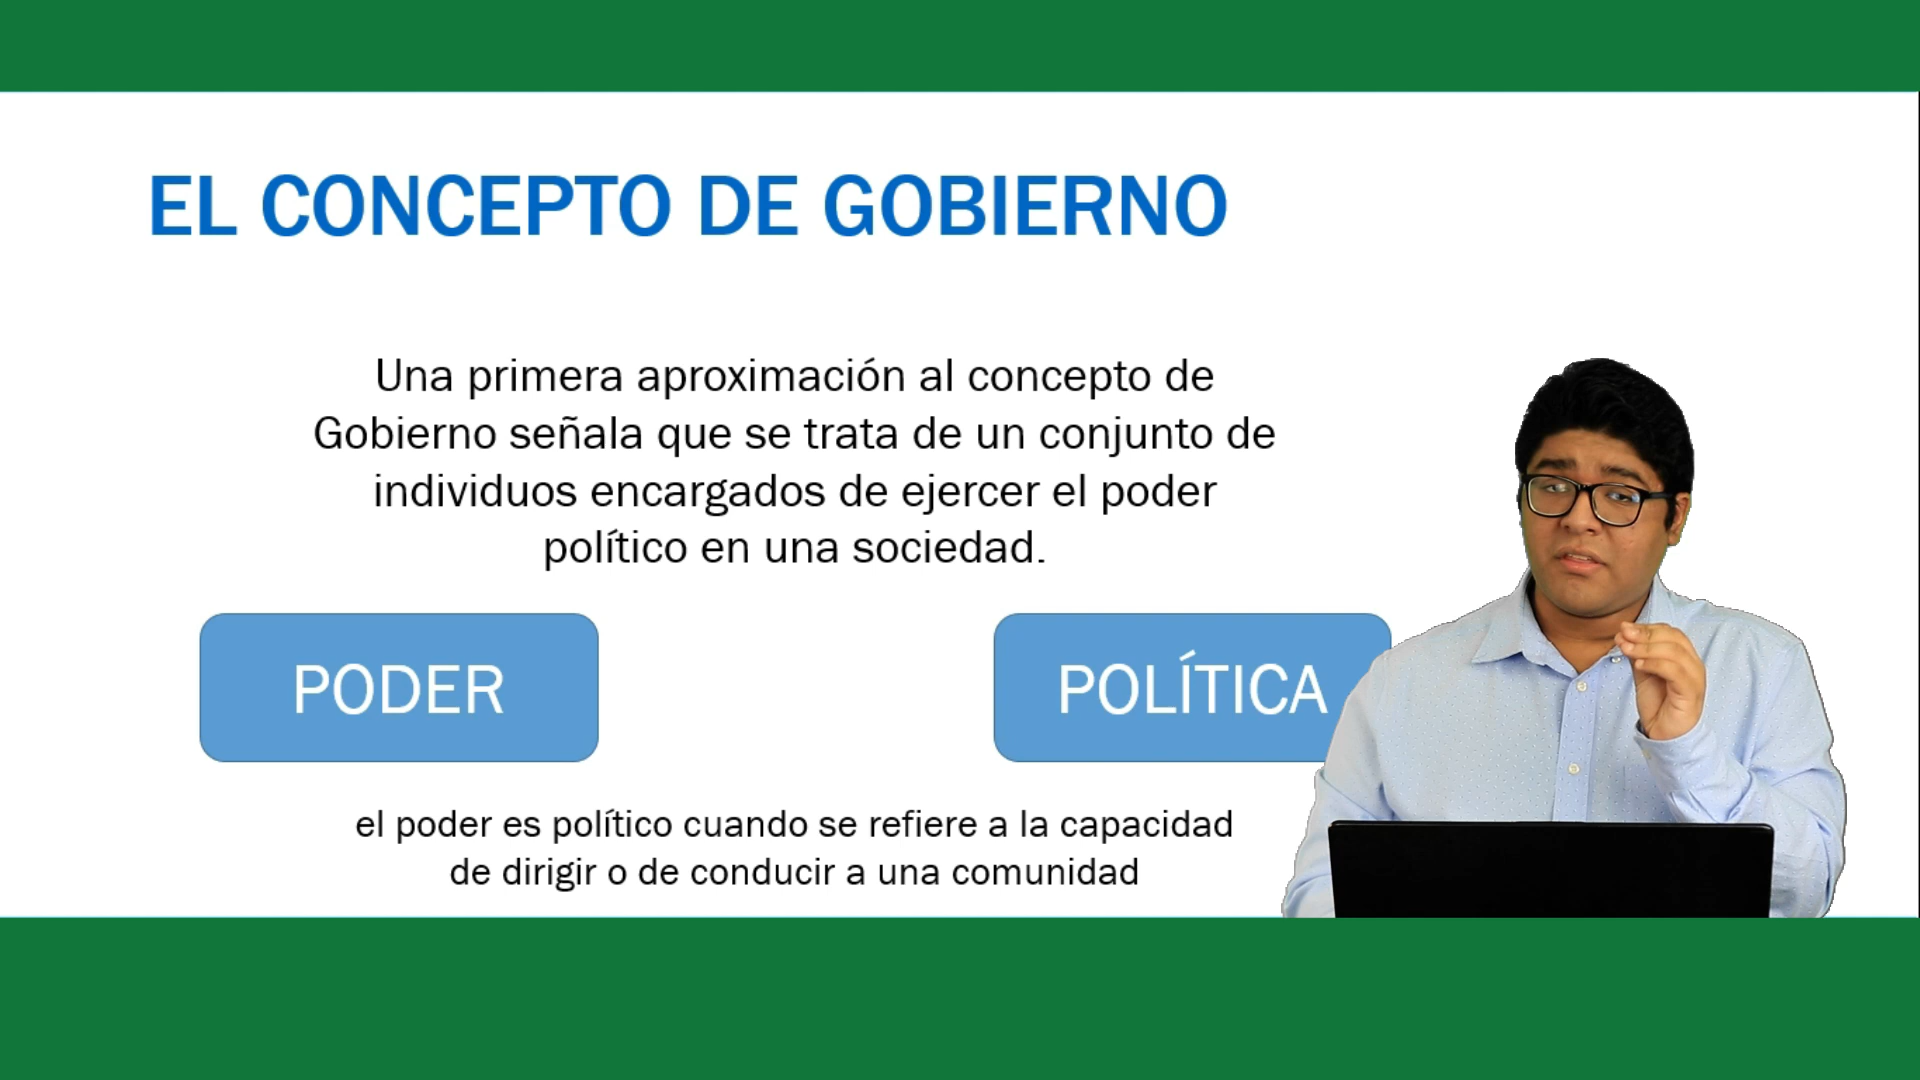 EL CONCEPTO DE GOBIERNO
Una primera aproximación al concepto de
Gobierno señala que se trata de un conjunto de
individuos encargados de ejercer el poder
político en una sociedad.
PODER
POLÍTICA
el poder es político cuando se refiere a la capacidad
de dirigir o de conducir a una comunidad